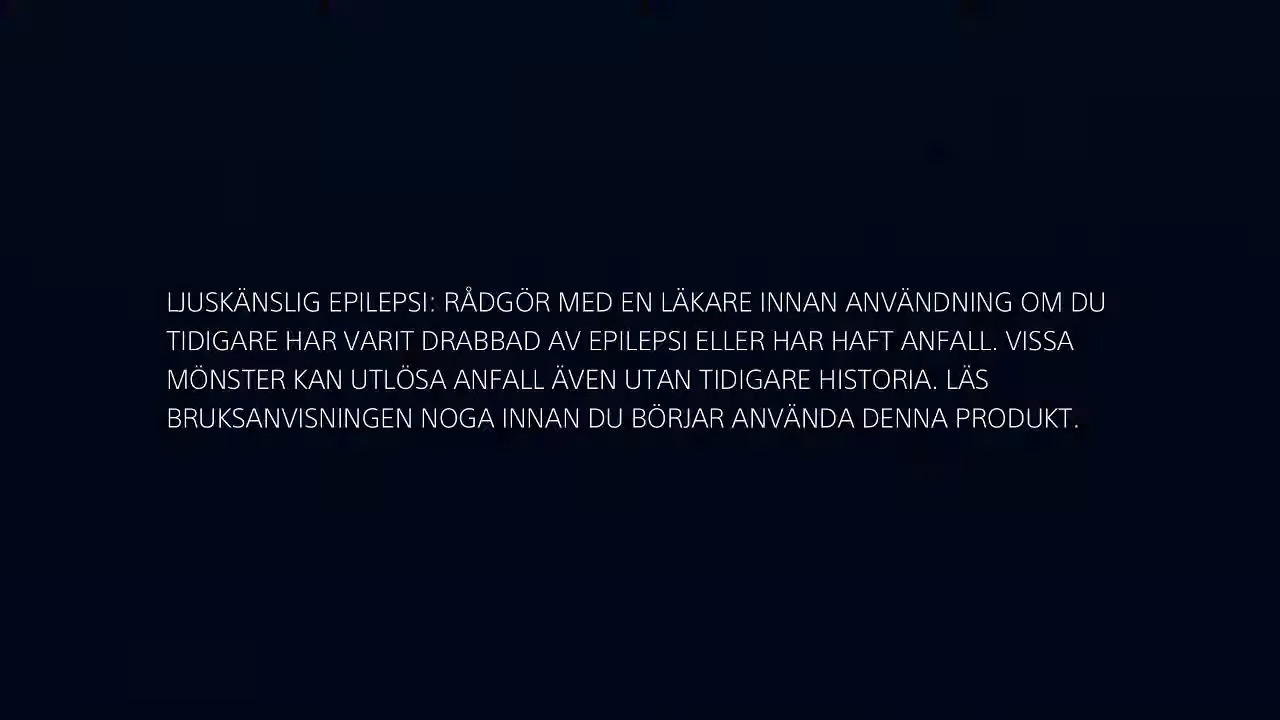 LJUSKÄNSLIG EPILEPSI: RÅDGÖR MED EN LÄKARE INNAN ANVÄNDNING OM DU
TIDIGARE HAR VARIT DRABBAD AV EPILEPSI ELLER HAR HAFT ANFALL. VISSA
MÖNSTER KAN UTLÖSA ANFALL ÄVEN UTAN TIDIGARE HISTORIA. LÄS
BRUKSANVISNINGEN NOGA INNAN DU BÖRJAR ANVÄNDA DENNA PRODUKT.